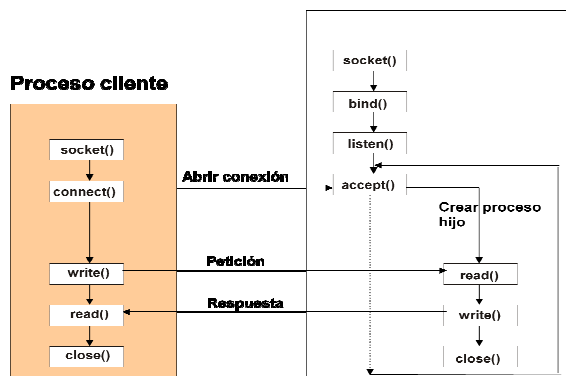 Proceso cliente
socket()
connect()
write()
read()
close()
Abrir conexión
Petición
Respuesta
socket()
bind()
listen()
accept()
Crear proceso
hijo
read()
write()
close()